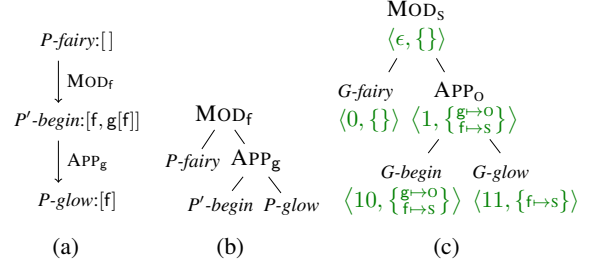 P-fairy:[ ]
MODf
P′-begin:[f, g[f]]
APPg
P-glow:[f]
(a)
MODf
P-fairy APPg
P′-begin P-glow
(b)
MODS
⟨ϵ, {}⟩
G-fairy APPO
⟨0, {}⟩ ⟨1, {g↦O f↦S}⟩
G-begin G-glow
⟨10, {g↦O f↦S}⟩ ⟨11, {f↦S}⟩
(c)